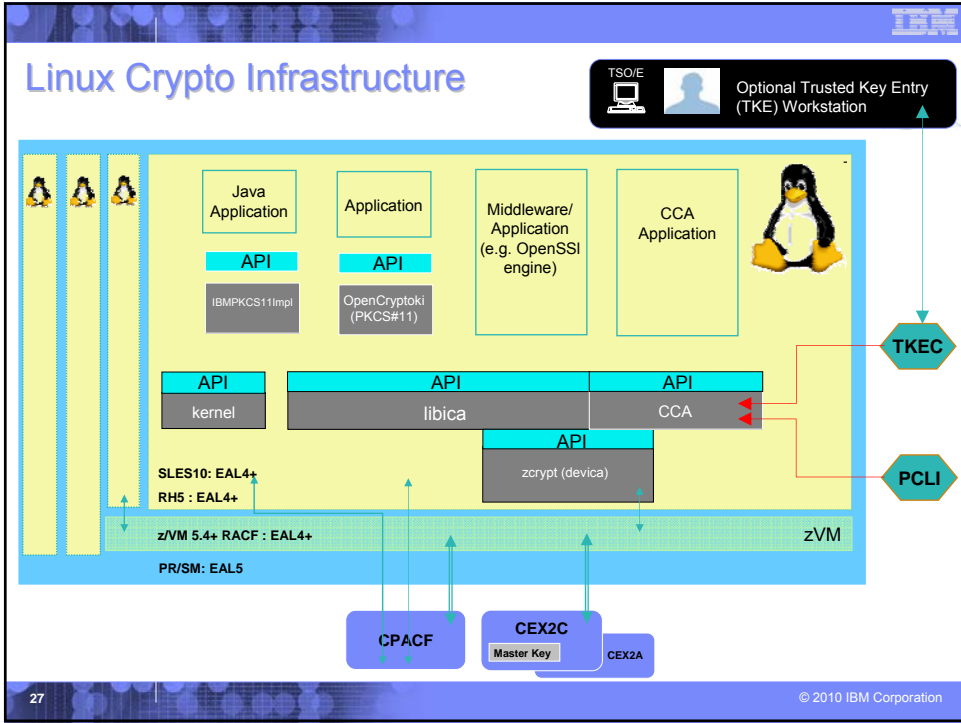 IBM
Linux Crypto Infrastructure
TSO/E
Optional Trusted Key Entry
(TKE) Workstation
-
Java
Application
Application
Middleware/
Application
(e.g. OpenSSl
engine)
CCA
Application
API
API
IBMPKCS11Impl
OpenCryptoki
(PKCS#11)
TKEC
API
API
API
kernel
libica
CCA
API
zcrypt (devica)
PCLI
SLES10: EAL4+
RH5 : EAL4+
z/VM 5.4+ RACF : EAL4+
zVM
PR/SM: EAL5
CPACF
CEX2C
Master Key
CEX2A
27
© 2010 IBM Corporation